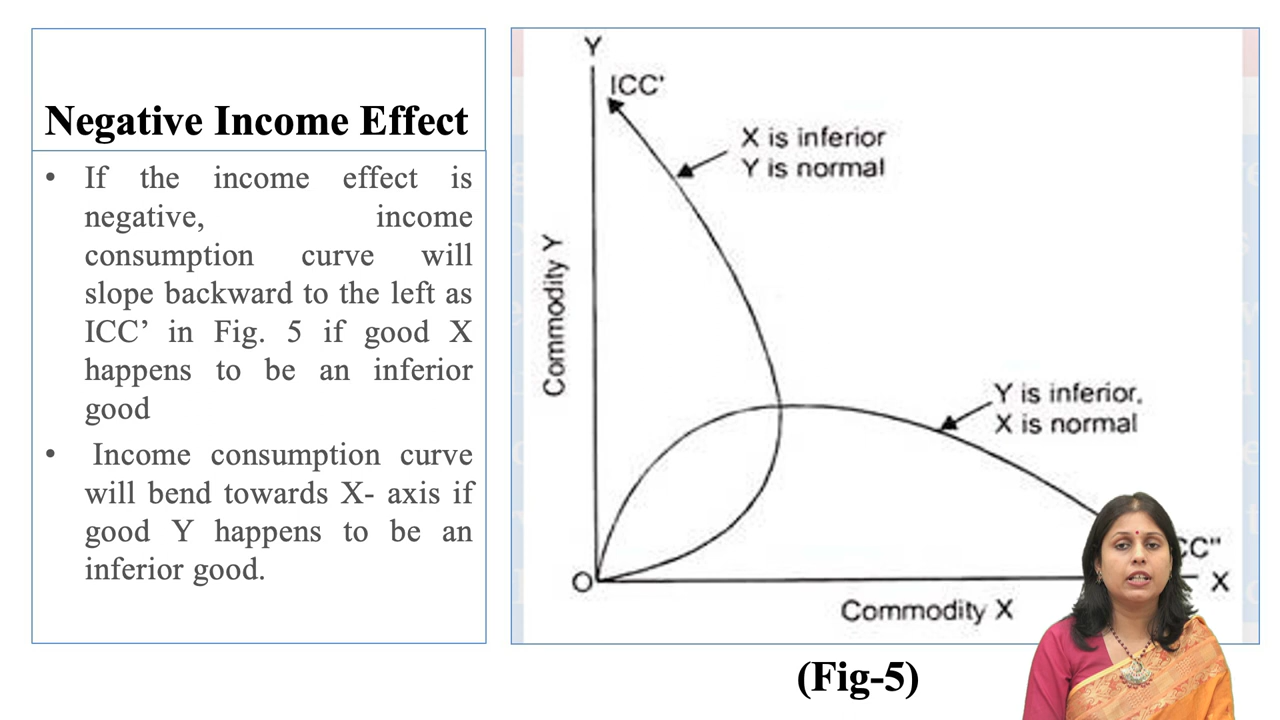 Negative Income Effect
• If the income effect is
negative, income
consumption curve will
slope backward to the left as
ICC’ in Fig. 5 if good X
happens to be an inferior
good
• Income consumption curve
will bend towards X- axis if
good Y happens to be an
inferior good.
Y
ICC'
X is inferior
Y is normal
Commodity Y
Y is inferior,
X is normal
CC"
O
X
Commodity X
(Fig-5)